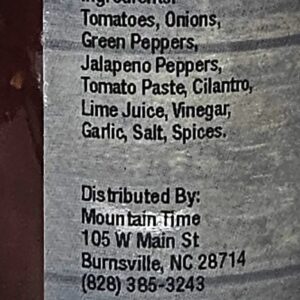 Ingredients:
Tomatoes, Onions,
Green Peppers,
Jalapeno Peppers,
Tomato Paste, Cilantro,
Lime Juice, Vinegar,
Garlic, Salt, Spices.
Distributed By:
Mountain Time
105 W Main St
Burnsville, NC 28714
(828) 385-3243